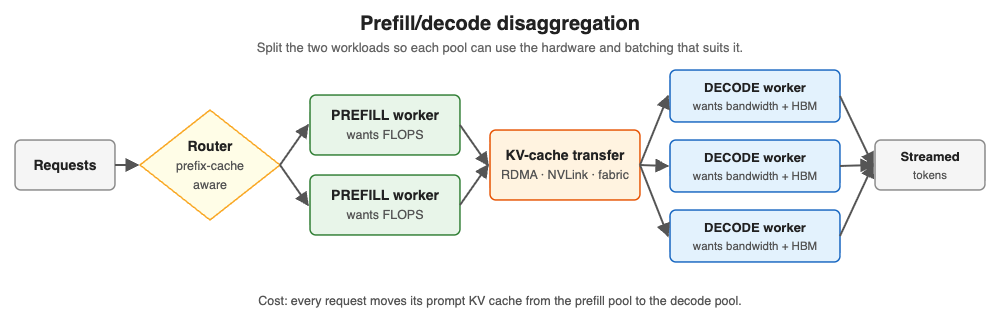 Prefill/decode disaggregation
Split the two workloads so each pool can use the hardware and batching that suits it.
Requests
Router
prefix-cache
aware
PREFILL worker
wants FLOPS
PREFILL worker
wants FLOPS
KV-cache transfer
RDMA · NVLink · fabric
DECODE worker
wants bandwidth + HBM
DECODE worker
wants bandwidth + HBM
DECODE worker
wants bandwidth + HBM
Streamed
tokens
Cost: every request moves its prompt KV cache from the prefill pool to the decode pool.